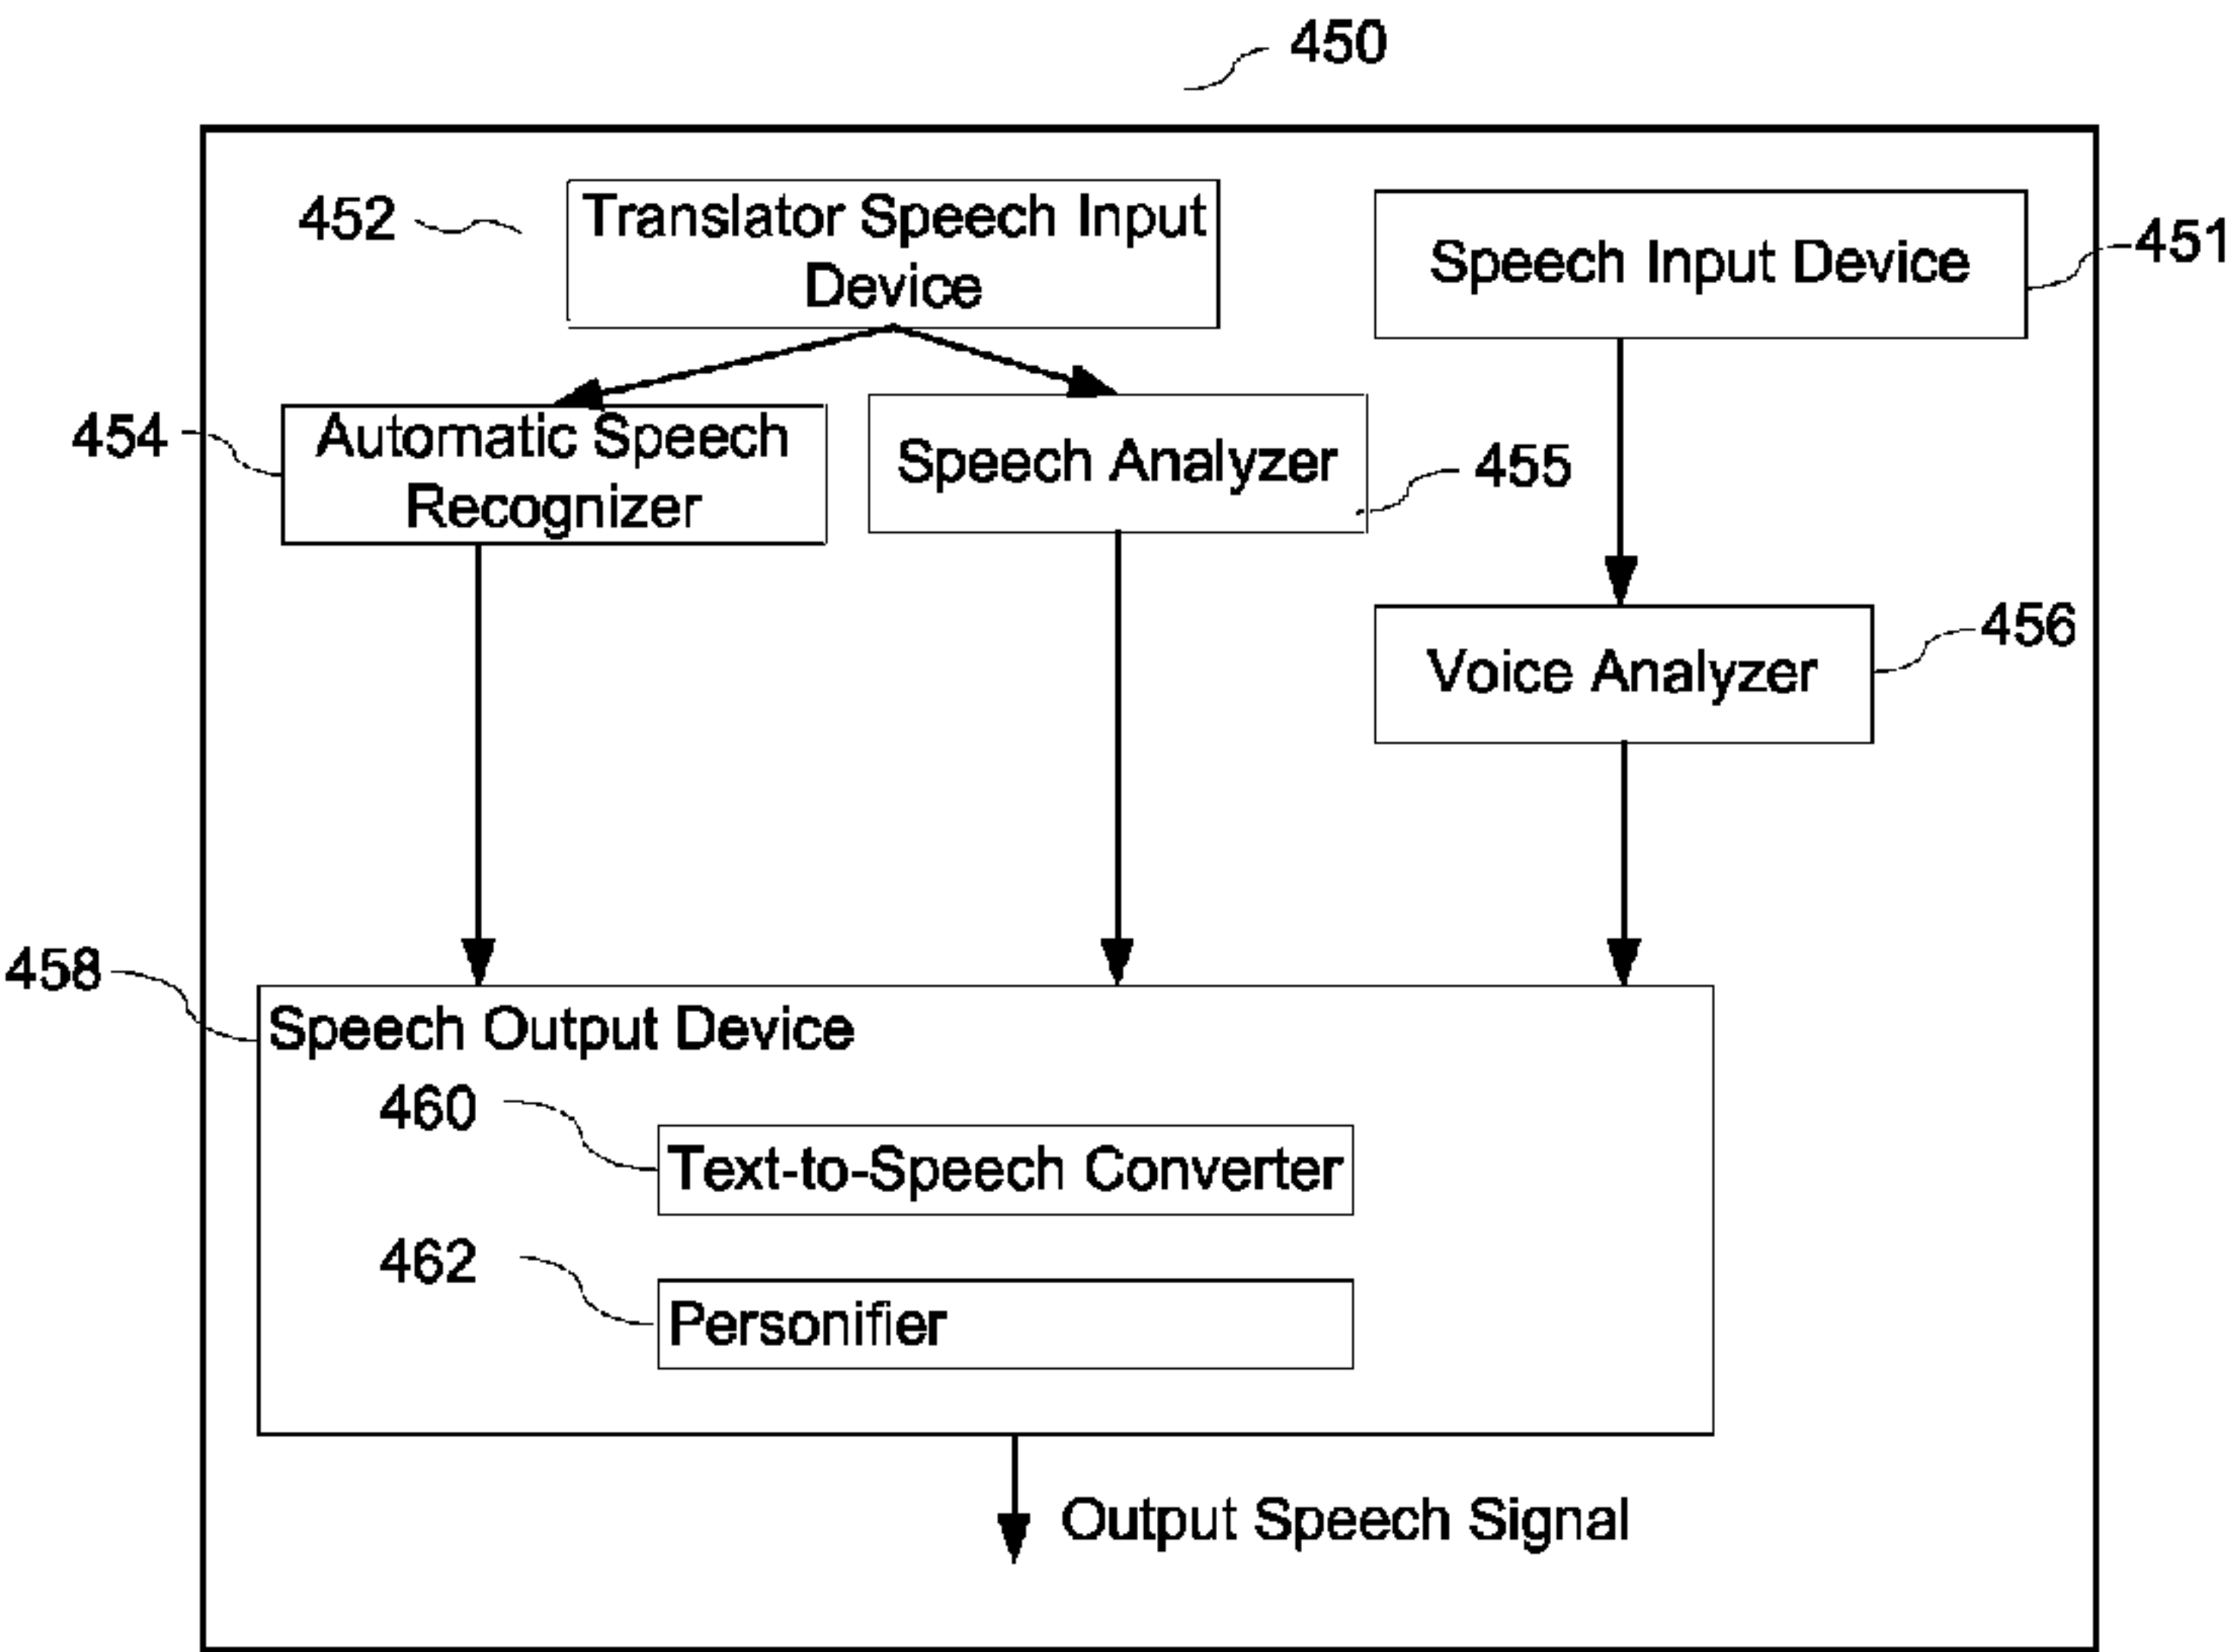 450
452
Translator Speech Input
Device
Speech Input Device
451
454
Automatic Speech
Recognizer
Speech Analyzer
455
Voice Analyzer
456
458
Speech Output Device
460
Text-to-Speech Converter
462
Personifier
Output Speech Signal